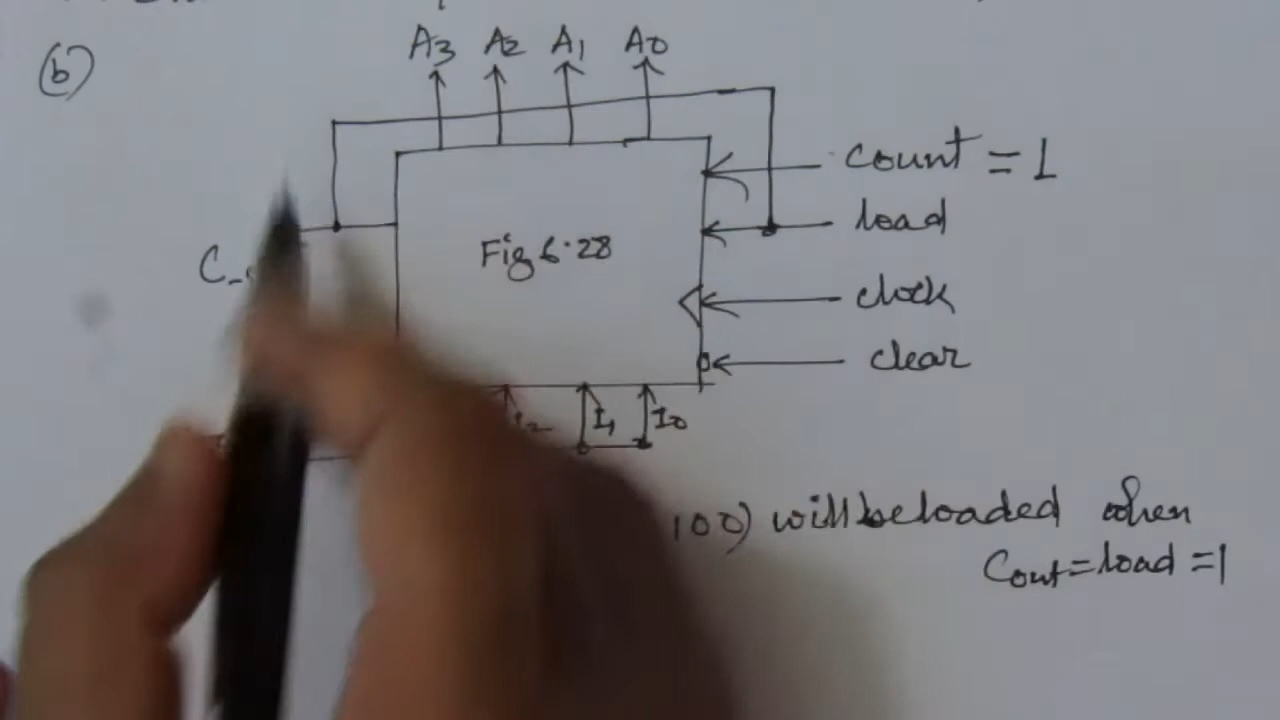 (b)
A3 A2 A1 A0
count = 1
load
Fig 6.28
clock
clear
I1 I0
100) will be loaded when
Cout = load = 1